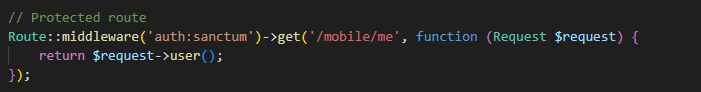 // Protected route
Route::middleware('auth:sanctum')->get('/mobile/me', function (Request $request) {
    return $request->user();
});